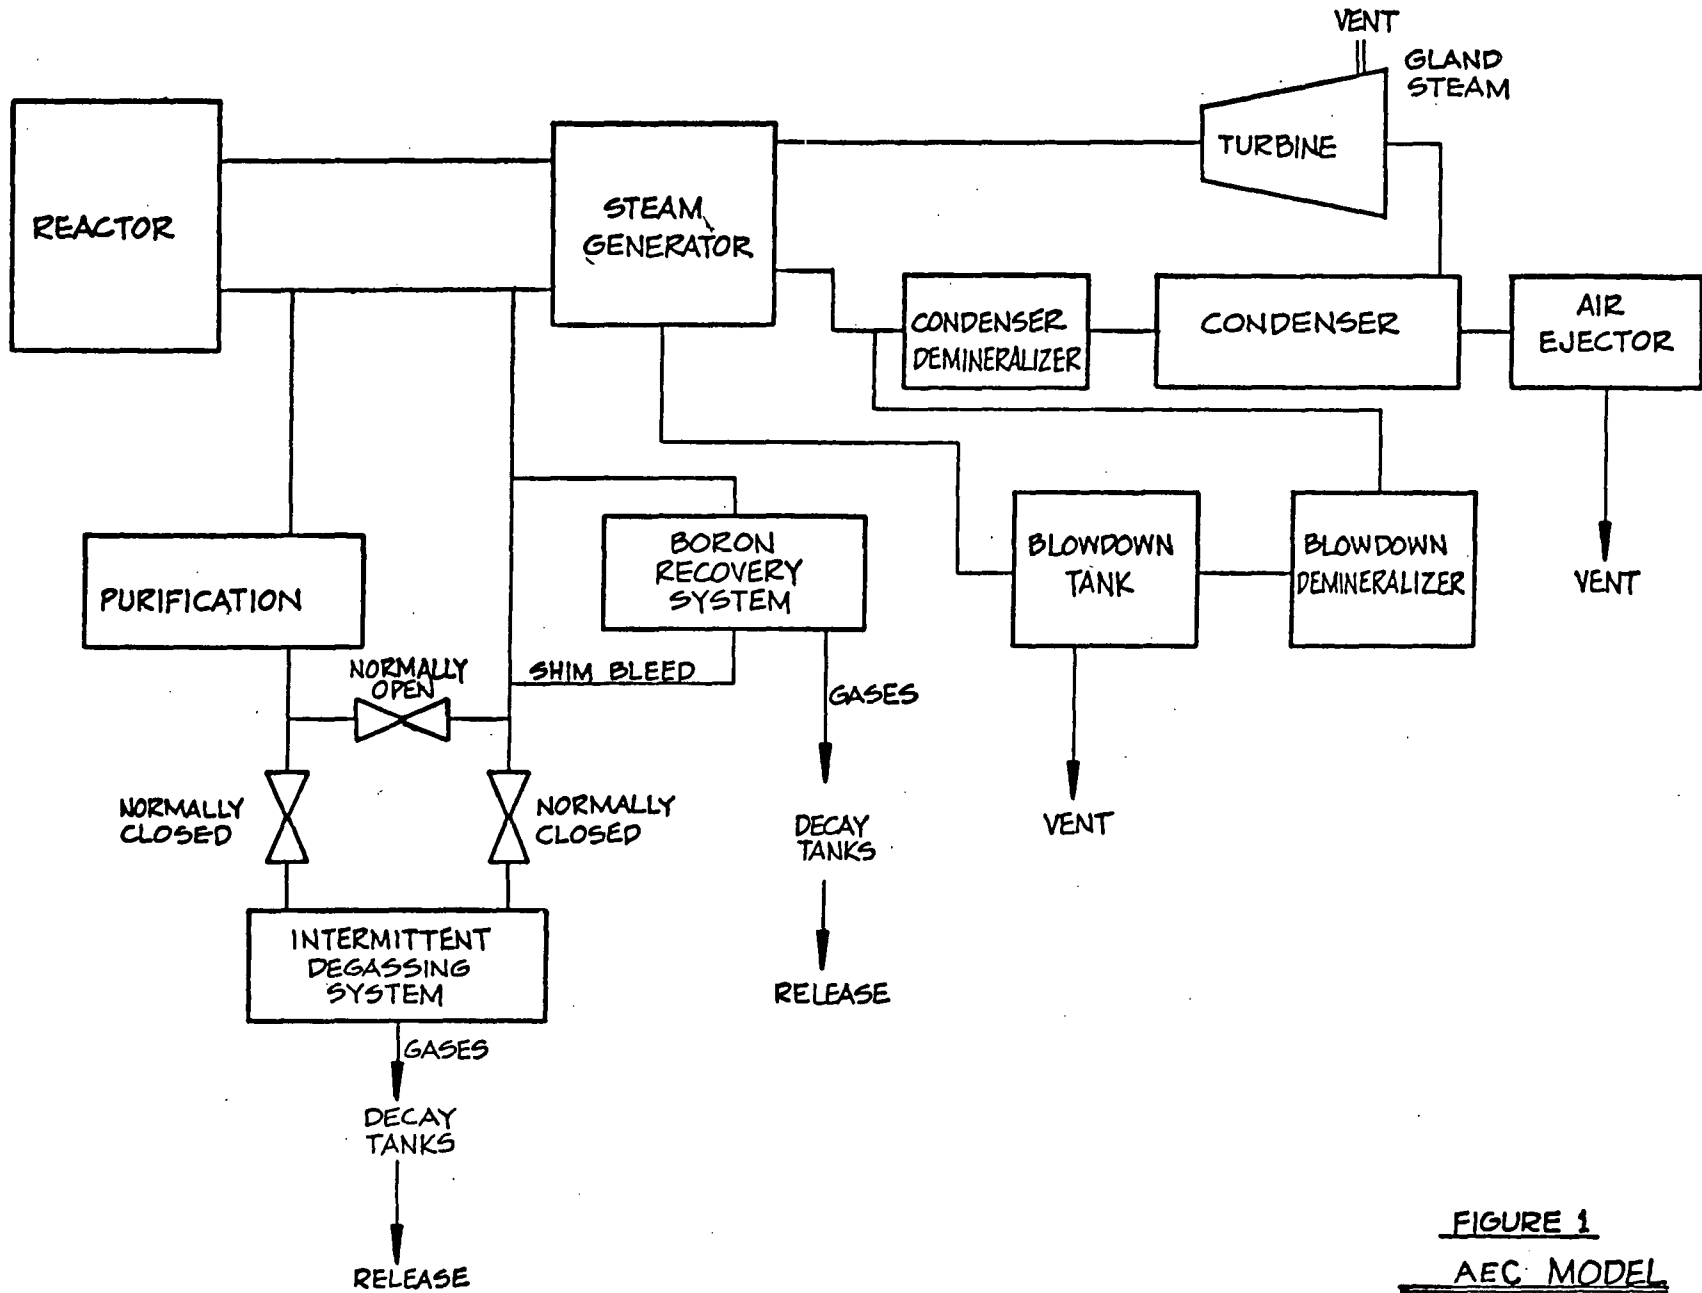 VENT
GLAND
STEAM
REACTOR
STEAM
GENERATOR
TURBINE
CONDENSER
DEMINERALIZER
CONDENSER
AIR
EJECTOR
PURIFICATION
BORON
RECOVERY
SYSTEM
BLOWDOWN
TANK
BLOWDOWN
DEMINERALIZER
VENT
NORMALLY
OPEN
SHIM BLEED
GASES
NORMALLY
CLOSED
NORMALLY
CLOSED
DECAY
TANKS
VENT
INTERMITTENT
DEGASSING
SYSTEM
RELEASE
GASES
DECAY
TANKS
RELEASE
FIGURE 1
AEC MODEL